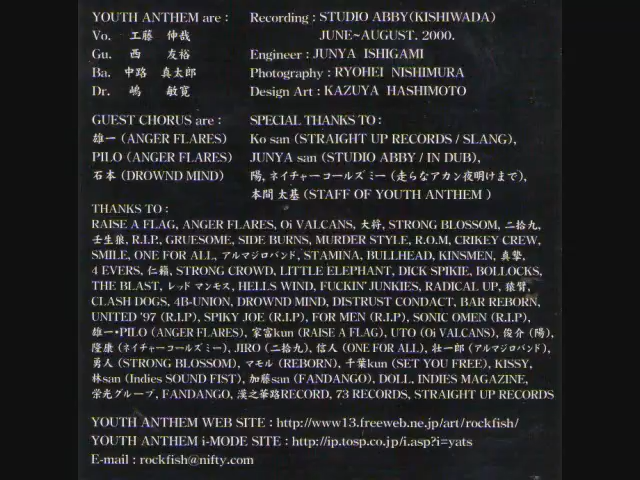 YOUTH ANTHEM are :
Vo. 工藤 伸哉
Gu. 西 友裕
Ba. 中路 真太郎
Dr. 嶋 敏寛
Recording : STUDIO ABBY(KISHIWADA)
JUNE~AUGUST. 2000.
Engineer : JUNYA ISHIGAMI
Photography : RYOHEI NISHIMURA
Design Art : KAZUYA HASHIMOTO
GUEST CHORUS are :
雄一 (ANGER FLARES)
PILO (ANGER FLARES)
石本 (DROWND MIND)
SPECIAL THANKS TO :
Ko san (STRAIGHT UP RECORDS / SLANG),
JUNYA san (STUDIO ABBY / IN DUB),
陽, ネイチャーコールズミー (走らなアカン夜明けまで),
本間 太基 (STAFF OF YOUTH ANTHEM )
THANKS TO :
RAISE A FLAG, ANGER FLARES, Oi VALCANS, 大将, STRONG BLOSSOM, 二拾九,
壬生狼, R.I.P., GRUESOME, SIDE BURNS, MURDER STYLE, R.O.M, CRIKEY CREW,
SMILE, ONE FOR ALL, アルマジロバンド, STAMINA, BULLHEAD, KINSMEN, 真摯,
4 EVERS, 仁籟, STRONG CROWD, LITTLE ELEPHANT, DICK SPIKIE, BOLLOCKS,
THE BLAST, レッド マンモス, HELLS WIND, FUCKIN' JUNKIES, RADICAL UP, 猿臂,
CLASH DOGS, 4B-UNION, DROWND MIND, DISTRUST CONDACT, BAR REBORN,
UNITED '97 (R.I.P), SPIKY JOE (R.I.P), FOR MEN (R.I.P), SONIC OMEN (R.I.P),
雄一•PILO (ANGER FLARES), 家富kun (RAISE A FLAG), UTO (Oi VALCANS), 俊介 (陽),
隆康 (ネイチャーコールズミー), JIRO (二拾九), 信人 (ONE FOR ALL), 壮一郎 (アルマジロバンド),
勇人 (STRONG BLOSSOM), マモル (REBORN), 千葉kun (SET YOU FREE), KISSY,
林san (Indies SOUND FIST), 加藤san (FANDANGO), DOLL, INDIES MAGAZINE,
栄光グループ, FANDANGO, 漢之華路RECORD, 73 RECORDS, STRAIGHT UP RECORDS
YOUTH ANTHEM WEB SITE : http://www13.freeweb.ne.jp/art/rockfish/
YOUTH ANTHEM i-MODE SITE : http://ip.tosp.co.jp/i.asp?i=yats
E-mail : rockfish@nifty.com